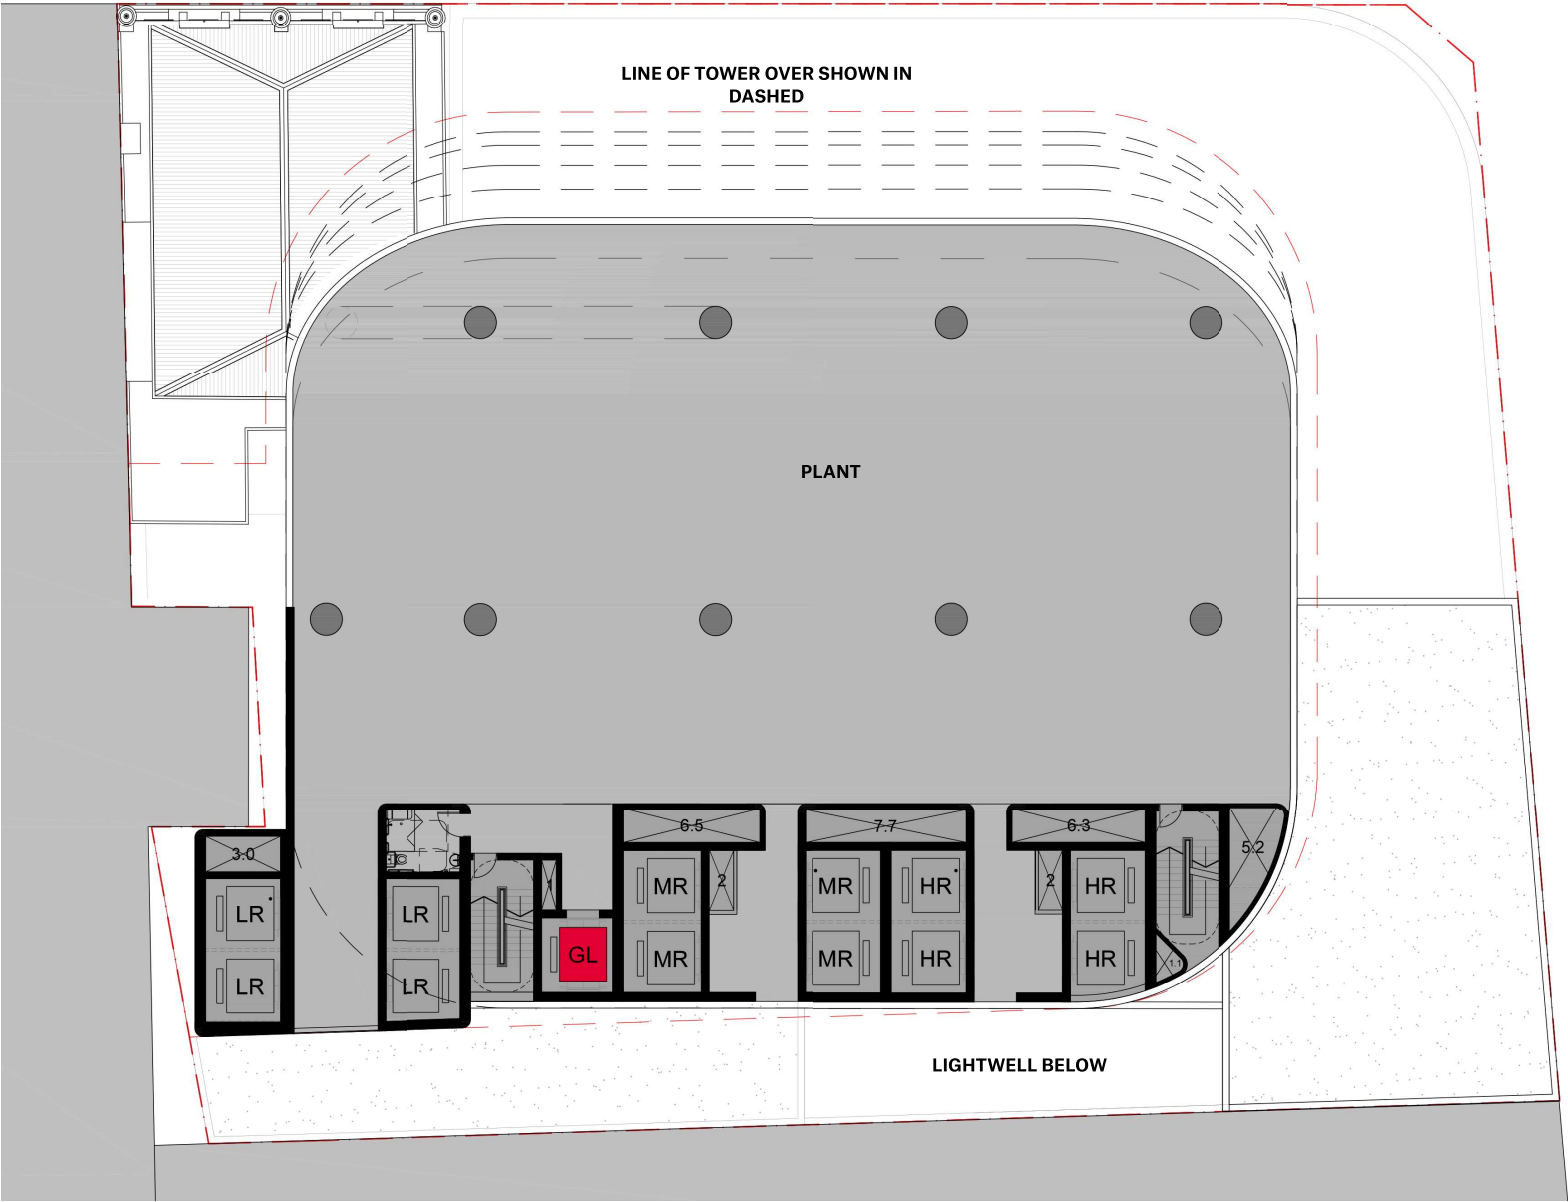 LINE OF TOWER OVER SHOWN IN
DASHED
PLANT
6.5
7.7
6.3
3.0
5.2
1
MR
2
MR
HR
2
HR
LR
LR
GL
MR
MR
HR
HR
1.1
LR
LR
LIGHTWELL BELOW